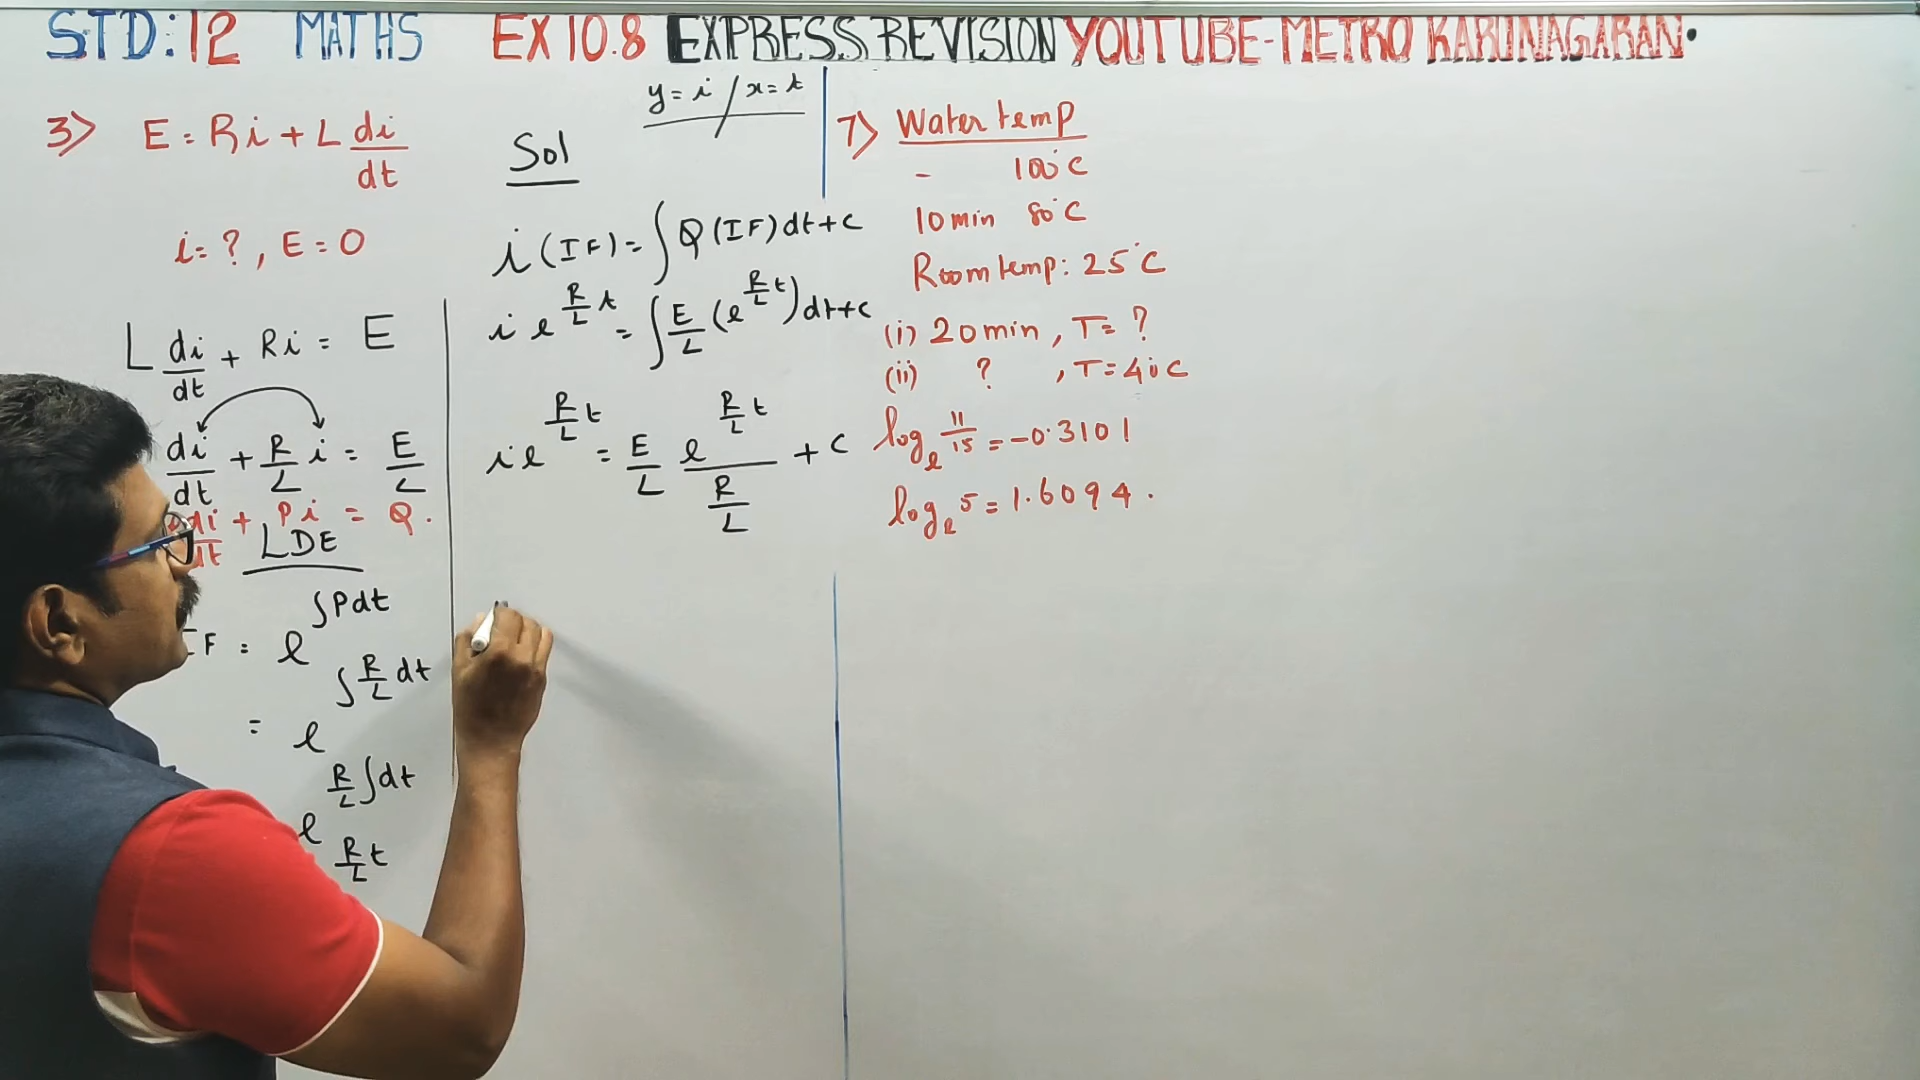 STD: 12 MATHS EX 10.8 EXPRESS REVISION YOUTUBE-METRO KARUNAGARAN.
3) E = Ri + L di/dt
i = ?, E = 0
L di/dt + Ri = E
di/dt + R/L i = E/L
di/dt + Pi = Q.
LDE
IF = e^∫Pdt
= e^∫R/L dt
e^R/L ∫dt
R/L t
y = i / x = t
Sol
i (IF) = ∫Q (IF) dt + c
i e^R/L t = ∫E/L (e^R/L t) dt + c
i e^R/L t = E/L e^R/L t / R/L + c
7) Water temp
- 100°C
10 min 80°C
Room temp: 25°C
(i) 20 min, T = ?
(ii) ?, T = 40°C
log_e 11/15 = -0.3101
log_e 5 = 1.6094.